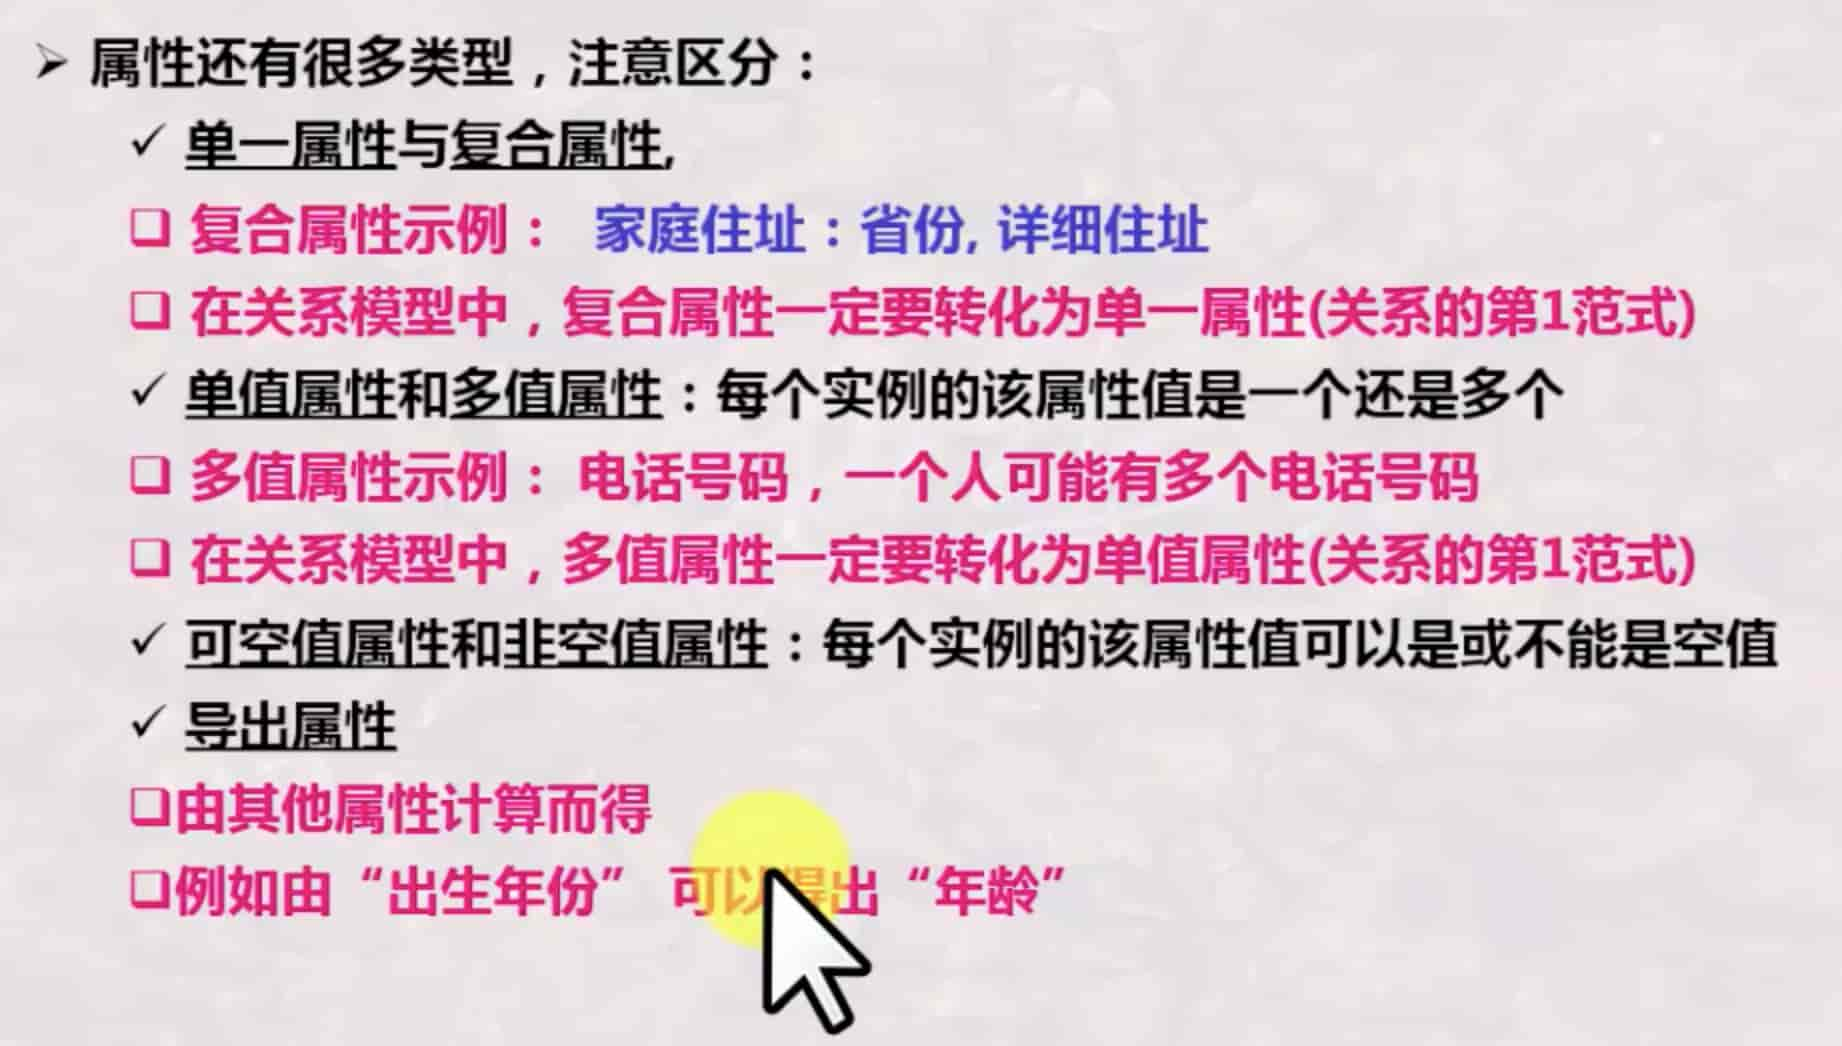 ➢ 属性还有很多类型，注意区分：
✓ 单一属性与复合属性,
❑ 复合属性示例： 家庭住址：省份, 详细住址
❑ 在关系模型中，复合属性一定要转化为单一属性(关系的第1范式)
✓ 单值属性和多值属性：每个实例的该属性值是一个还是多个
❑ 多值属性示例： 电话号码，一个人可能有多个电话号码
❑ 在关系模型中，多值属性一定要转化为单值属性(关系的第1范式)
✓ 可空值属性和非空值属性：每个实例的该属性值可以是或不能是空值
✓ 导出属性
❑由其他属性计算而得
❑例如由“出生年份” 可以得出“年龄”